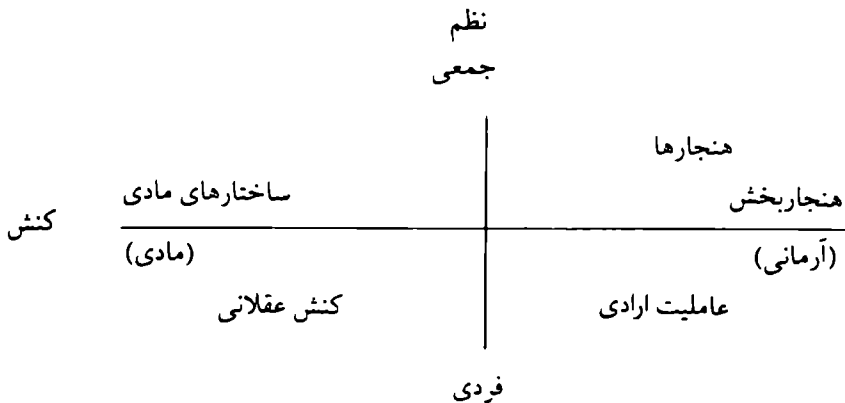 نظم
جمعی
هنجارها
هنجاربخش
ساختارهای مادی
کنش
(آرمانی)
(مادی)
عاملیت ارادی
کنش عقلانی
فردی